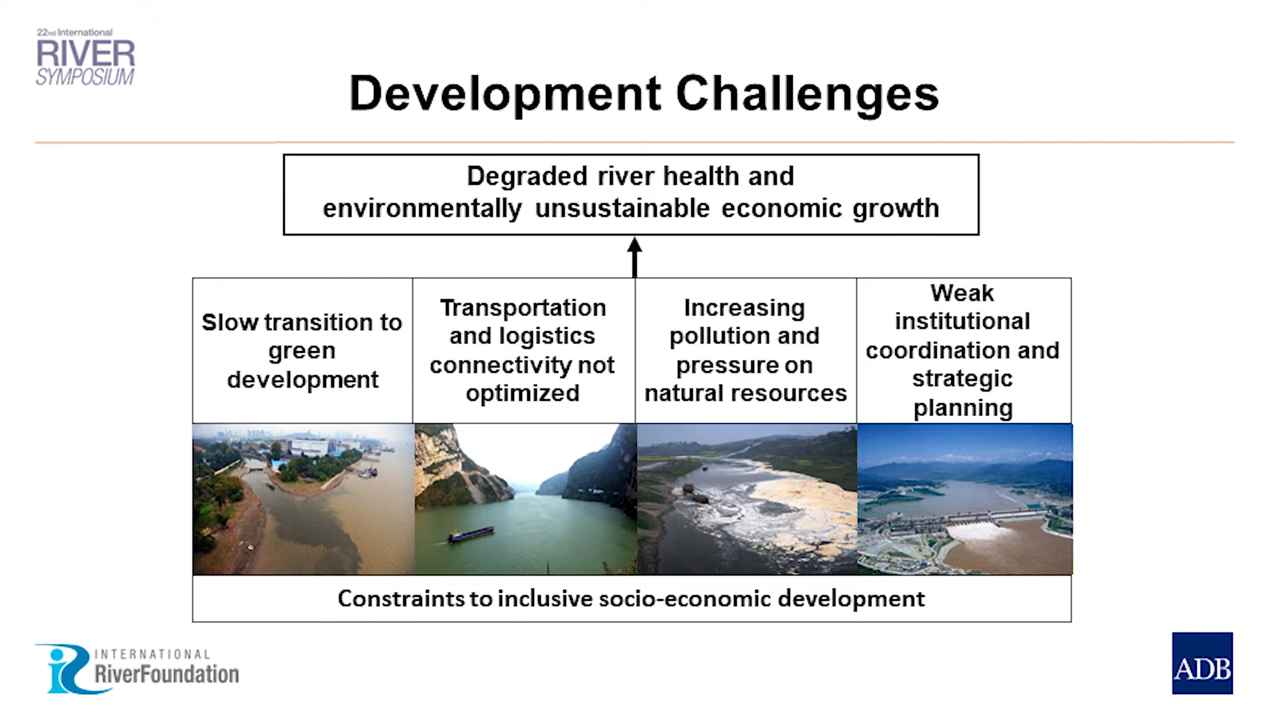 22nd International
RIVER
SYMPOSIUM
Development Challenges
Degraded river health and
environmentally unsustainable economic growth
Slow transition to
green
development
Transportation
and logistics
connectivity not
optimized
Increasing
pollution and
pressure on
natural resources
Weak
institutional
coordination and
strategic
planning
Constraints to inclusive socio-economic development
INTERNATIONAL
RiverFoundation
ADB